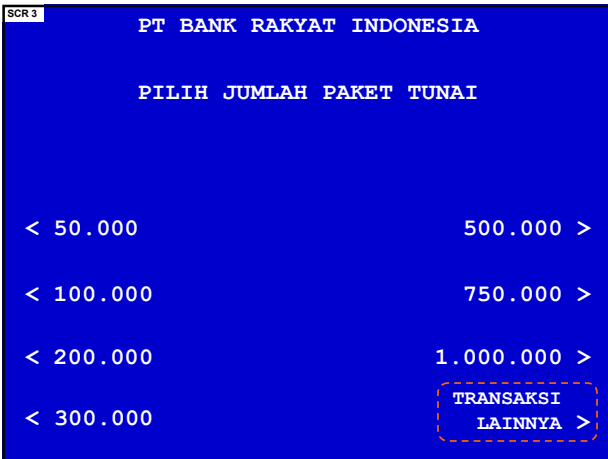 SCR 3
PT BANK RAKYAT INDONESIA
PILIH JUMLAH PAKET TUNAI
< 50.000 500.000 >
< 100.000 750.000 >
< 200.000 1.000.000 >
TRANSAKSI
< 300.000 LAINNYA >